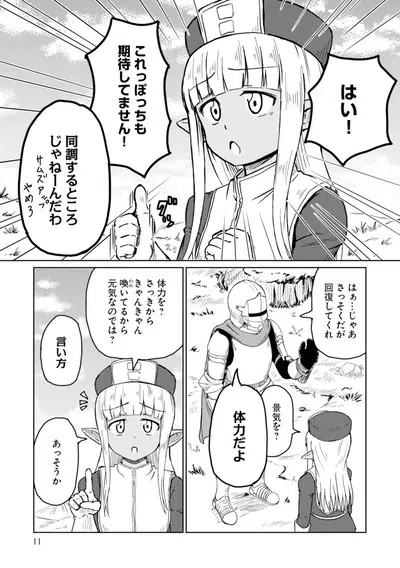 はい！
これっぽっちも
期待してません！
同調するところ
じゃねーんだわ
サムズアップ
やめろ
はぁ…じゃあ
さっそくだが
回復してくれ
景気を？
体力だよ
体力を？
さっきから
きゃんきゃん
喚いてるから
元気なのでは？
言い方
あっそうか
11